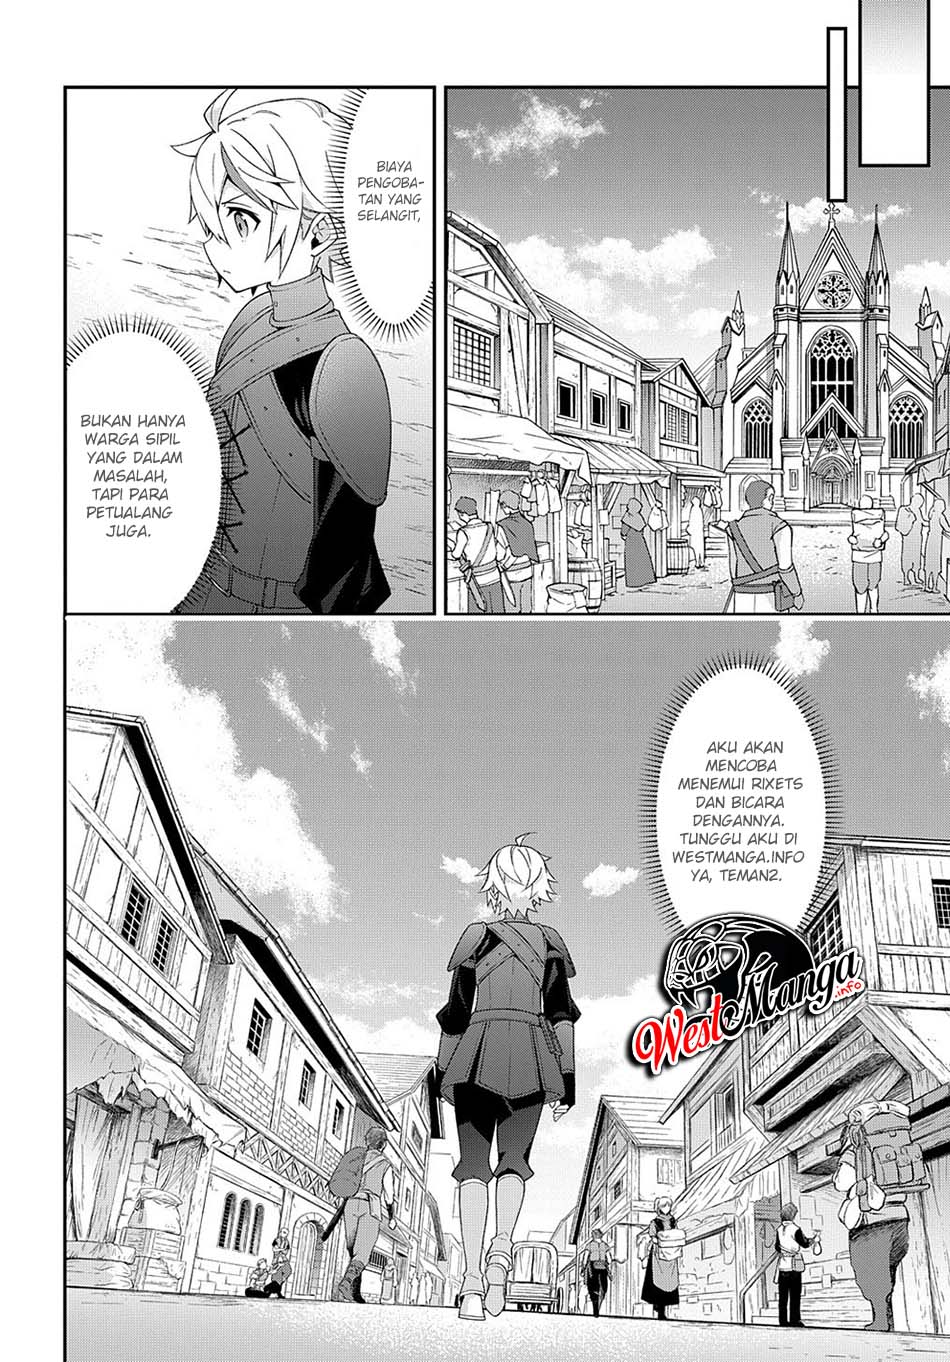 BIAYA
PENGOBA-
TAN YANG
SELANGIT,
BUKAN HANYA
WARGA SIPIL
YANG DALAM
MASALAH,
TAPI PARA
PETUALANG
JUGA.
AKU AKAN
MENCOBA
MENEMUI RIXETS
DAN BICARA
DENGANNYA.
TUNGGU AKU DI
WESTMANGA.INFO
YA, TEMAN2.
WestManga
.info